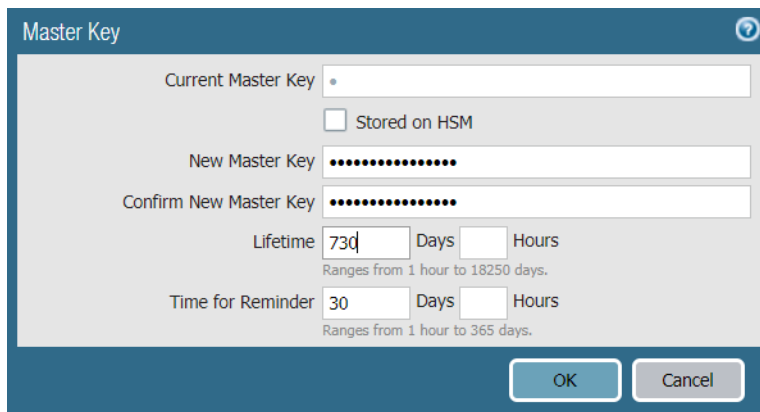 Master Key
?
Current Master Key •
Stored on HSM
New Master Key ••••••••••••••••
Confirm New Master Key ••••••••••••••••
Lifetime 730 Days Hours
Ranges from 1 hour to 18250 days.
Time for Reminder 30 Days Hours
Ranges from 1 hour to 365 days.
OK Cancel